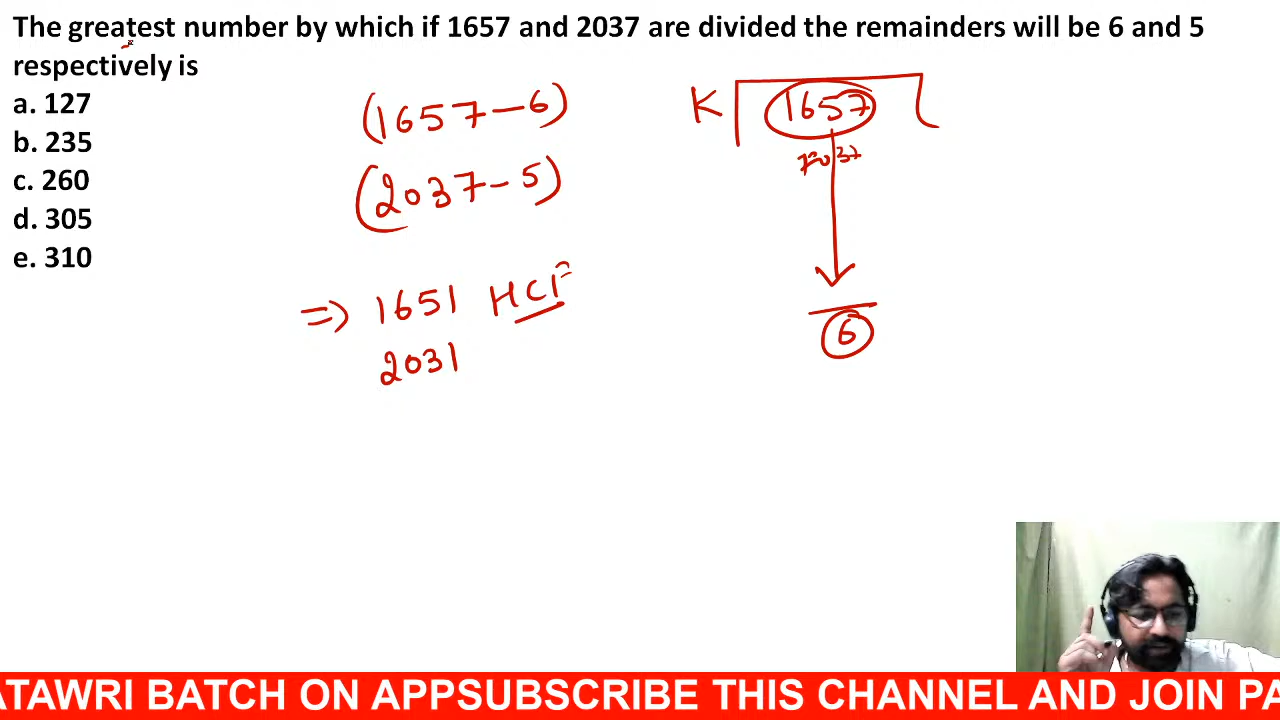 The greatest number by which if 1657 and 2037 are divided the remainders will be 6 and 5
respectively is
a. 127
b. 235
c. 260
d. 305
e. 310
(1657-6)
(2037-5)
=> 1651 HCF
2031
K 1657
2037
6
ATAWRI BATCH ON APPSUBSCRIBE THIS CHANNEL AND JOIN PA